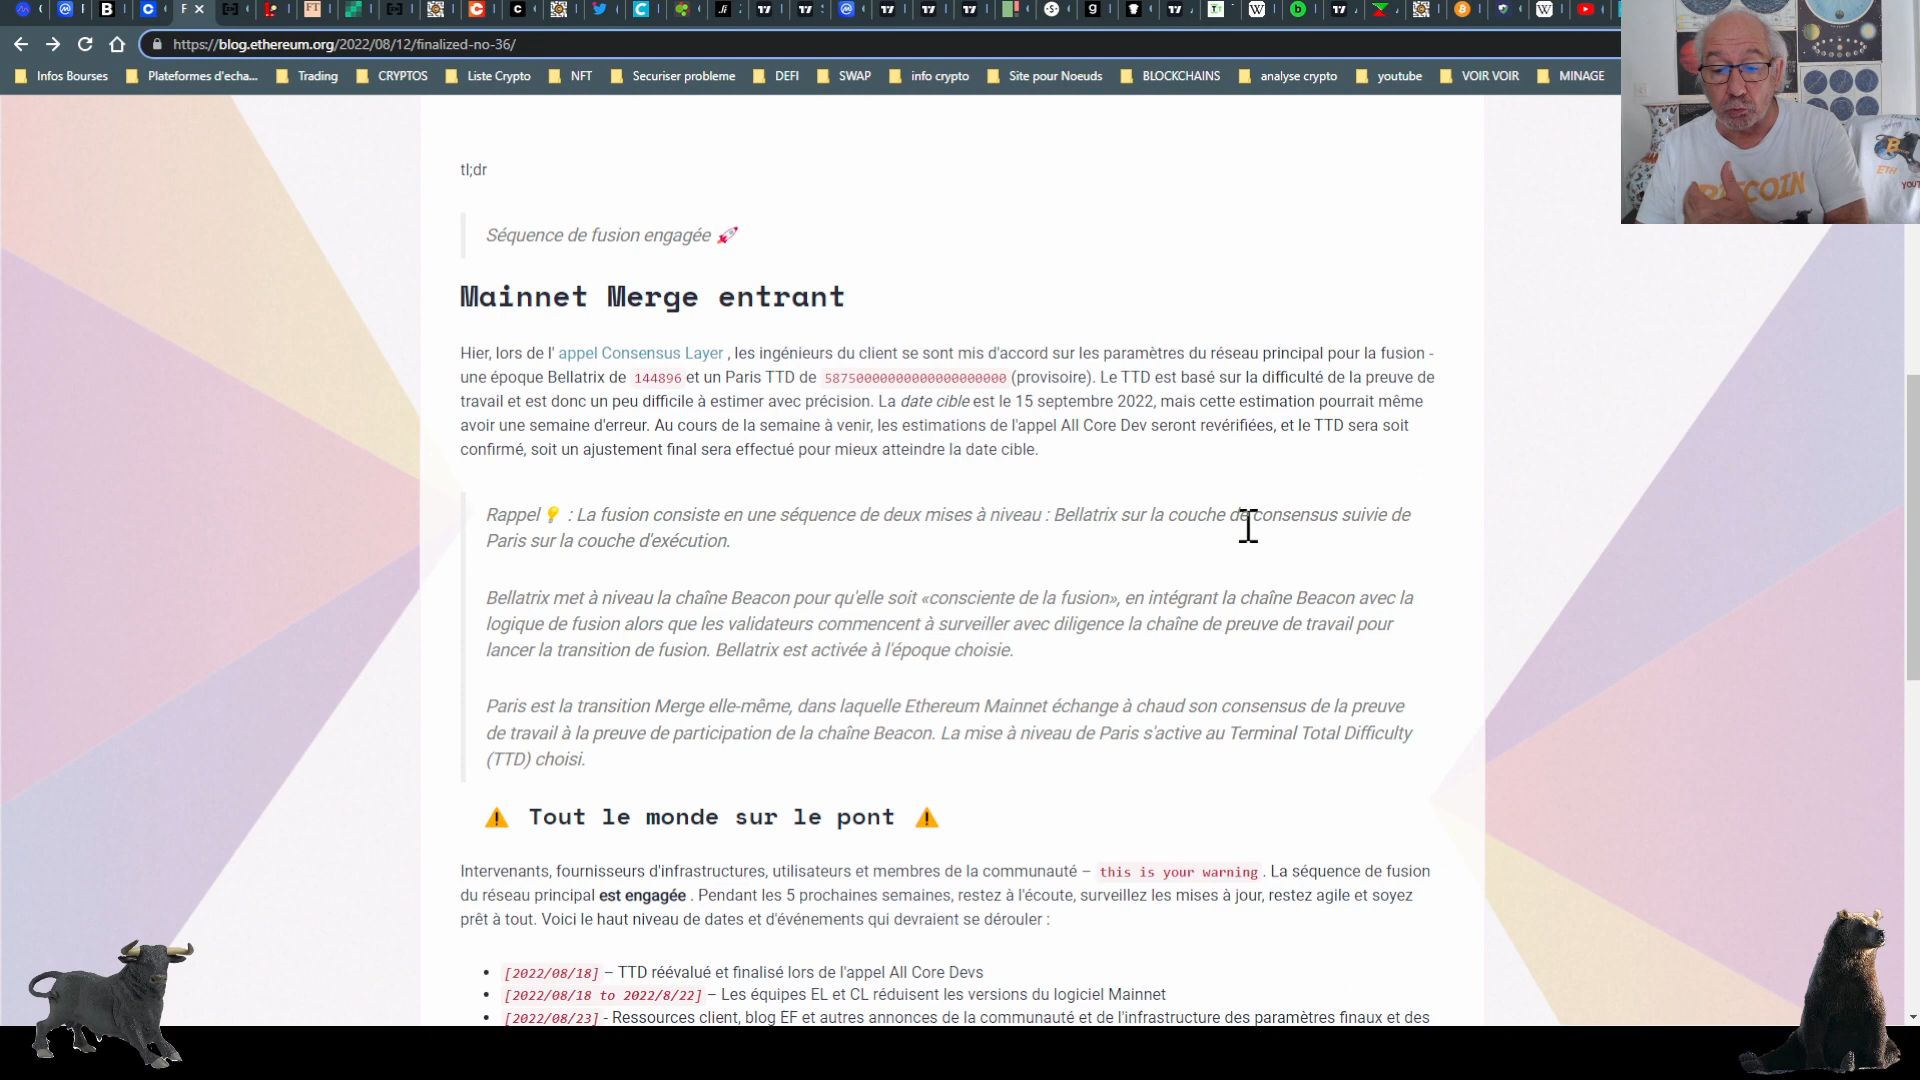 https://blog.ethereum.org/2022/08/12/finalized-no-36/
Infos Bourses Plateformes d'echa... Trading CRYPTOS Liste Crypto NFT Securiser probleme DEFI SWAP info crypto Site pour Noeuds BLOCKCHAINS analyse crypto youtube VOIR VOIR MINAGE
tl;dr
Séquence de fusion engagée 🚀
Mainnet Merge entrant
Hier, lors de l' appel Consensus Layer , les ingénieurs du client se sont mis d'accord sur les paramètres du réseau principal pour la fusion -
une époque Bellatrix de 144896 et un Paris TTD de 58750000000000000000000 (provisoire). Le TTD est basé sur la difficulté de la preuve de
travail et est donc un peu difficile à estimer avec précision. La date cible est le 15 septembre 2022, mais cette estimation pourrait même
avoir une semaine d'erreur. Au cours de la semaine à venir, les estimations de l'appel All Core Dev seront revérifiées, et le TTD sera soit
confirmé, soit un ajustement final sera effectué pour mieux atteindre la date cible.
Rappel 💡 : La fusion consiste en une séquence de deux mises à niveau : Bellatrix sur la couche de consensus suivie de
Paris sur la couche d'exécution.
Bellatrix met à niveau la chaîne Beacon pour qu'elle soit «consciente de la fusion», en intégrant la chaîne Beacon avec la
logique de fusion alors que les validateurs commencent à surveiller avec diligence la chaîne de preuve de travail pour
lancer la transition de fusion. Bellatrix est activée à l'époque choisie.
Paris est la transition Merge elle-même, dans laquelle Ethereum Mainnet échange à chaud son consensus de la preuve
de travail à la preuve de participation de la chaîne Beacon. La mise à niveau de Paris s'active au Terminal Total Difficulty
(TTD) choisi.
⚠️ Tout le monde sur le pont ⚠️
Intervenants, fournisseurs d'infrastructures, utilisateurs et membres de la communauté – this is your warning . La séquence de fusion
du réseau principal est engagée . Pendant les 5 prochaines semaines, restez à l'écoute, surveillez les mises à jour, restez agile et soyez
prêt à tout. Voici le haut niveau de dates et d'événements qui devraient se dérouler :
• [2022/08/18] – TTD réévalué et finalisé lors de l'appel All Core Devs
• [2022/08/18 to 2022/8/22] – Les équipes EL et CL réduisent les versions du logiciel Mainnet
• [2022/08/23] - Ressources client, blog EF et autres annonces de la communauté et de l'infrastructure des paramètres finaux et des
ETH